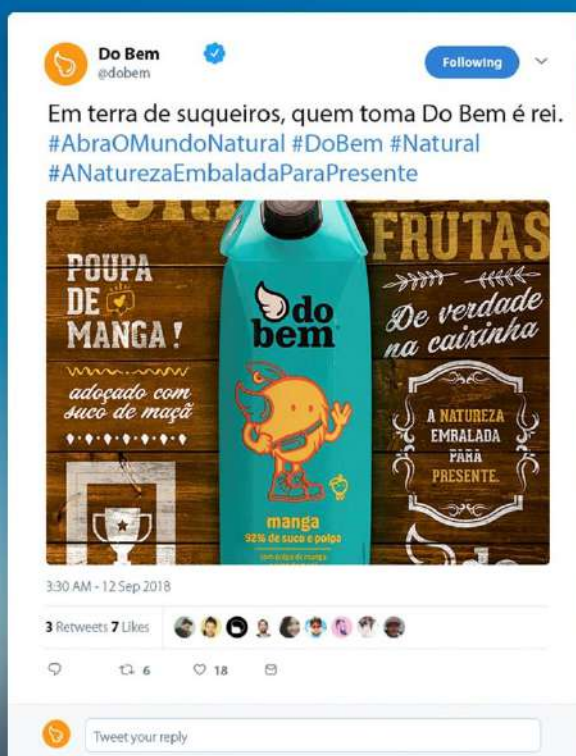 Do Bem
@dobem
Following
Em terra de suqueiros, quem toma Do Bem é rei.
#AbraOMundoNatural #DoBem #Natural
#ANaturezaEmbaladaParaPresente
FRUTAS
POUPA
DE
MANGA!
adoçado com
suco de maçã
do
bem
manga
92% de suco e polpa
De verdade
na caixinha
A NATUREZA
EMBALADA
PARA
PRESENTE.
3:30 AM - 12 Sep 2018
3 Retweets 7 Likes
6
18
Tweet your reply